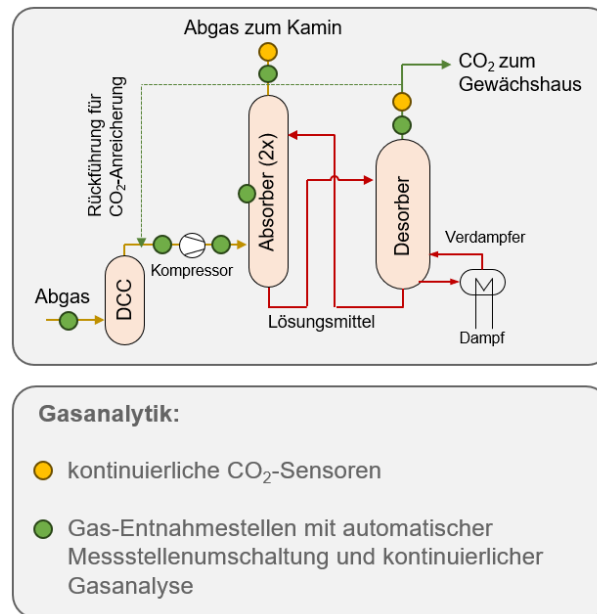 Abgas zum Kamin
CO₂ zum
Gewächshaus
Rückführung für
CO₂-Anreicherung
Absorber (2x)
Desorber
Verdampfer
Kompressor
Abgas
DCC
Lösungsmittel
Dampf
Gasanalytik:
kontinuierliche CO₂-Sensoren
Gas-Entnahmestellen mit automatischer
Messstellenumschaltung und kontinuierlicher
Gasanalyse